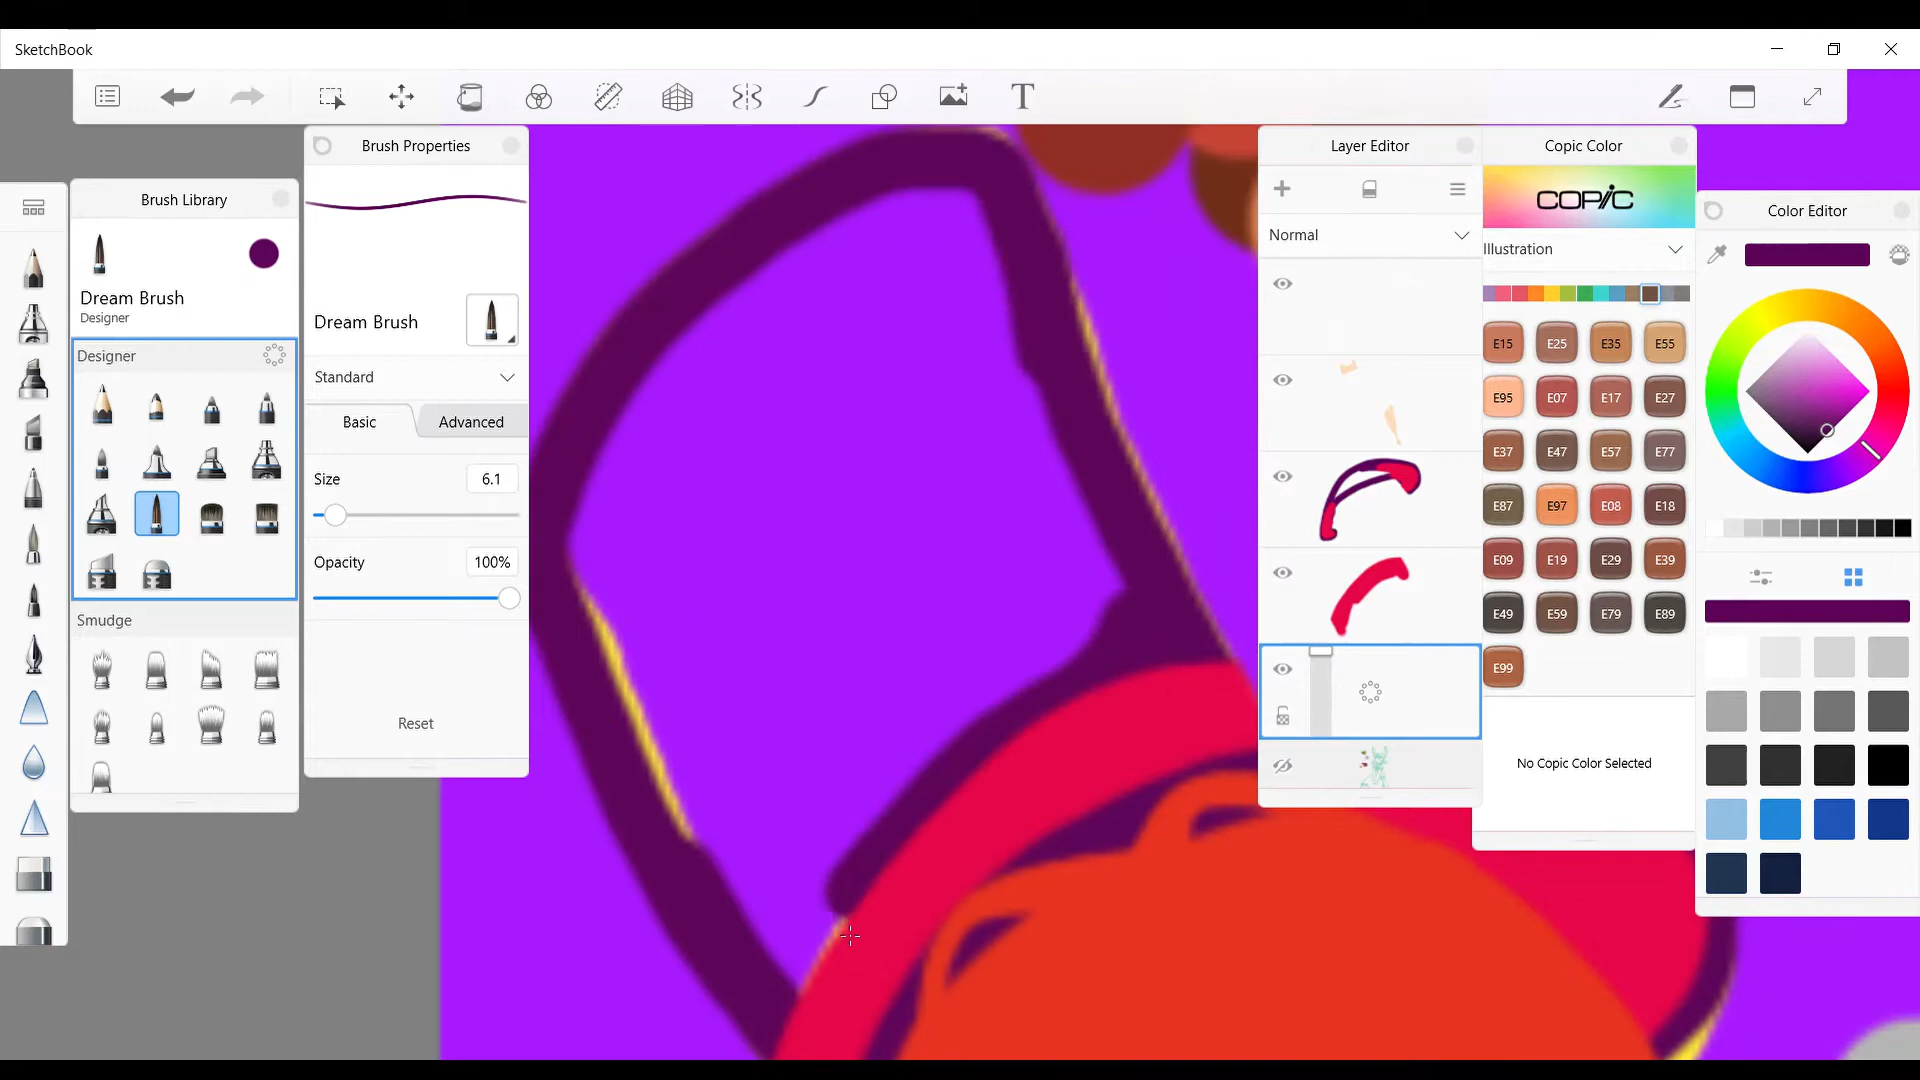 SketchBook
T
Brush Library
Dream Brush
Designer
Designer
Smudge
Brush Properties
Dream Brush
Standard
Basic
Advanced
Size
6.1
Opacity
100%
Reset
Layer Editor
Normal
Copic Color
COPIC
Illustration
E15 E25 E35 E55
E95 E07 E17 E27
E37 E47 E57 E77
E87 E97 E08 E18
E09 E19 E29 E39
E49 E59 E79 E89
E99
No Copic Color Selected
Color Editor